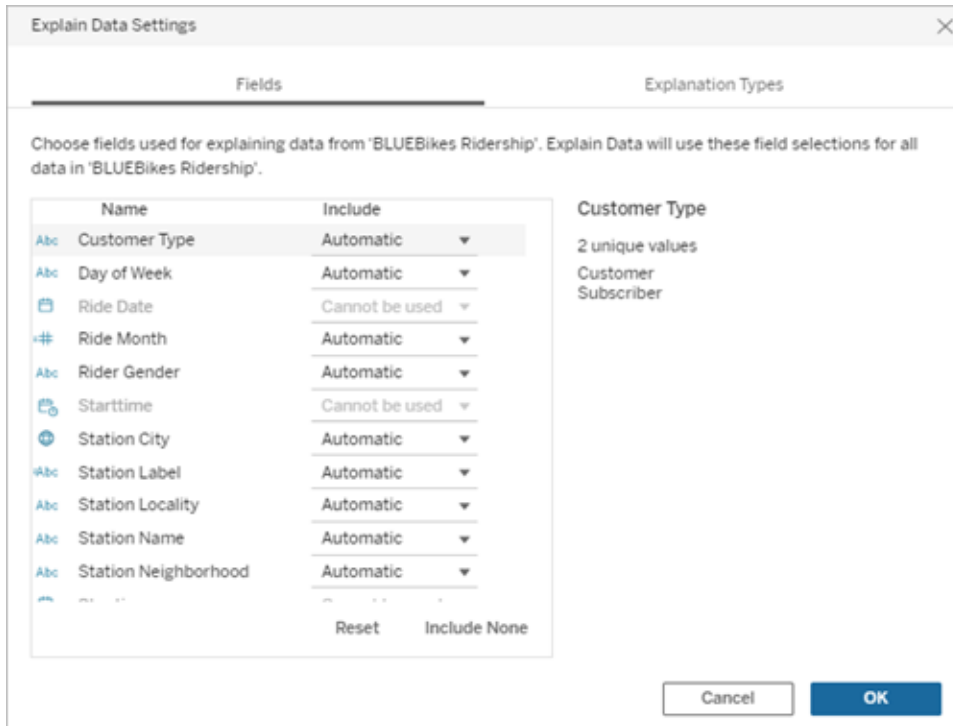 Explain Data Settings
Fields Explanation Types
Choose fields used for explaining data from 'BLUEBikes Ridership'. Explain Data will use these field selections for all
data in 'BLUEBikes Ridership'.
Name Include
Abc Customer Type Automatic
Abc Day of Week Automatic
Ride Date Cannot be used
=# Ride Month Automatic
Abc Rider Gender Automatic
Starttime Cannot be used
Station City Automatic
=Abc Station Label Automatic
Abc Station Locality Automatic
Abc Station Name Automatic
Abc Station Neighborhood Automatic
Reset Include None
Customer Type
2 unique values
Customer
Subscriber
Cancel OK